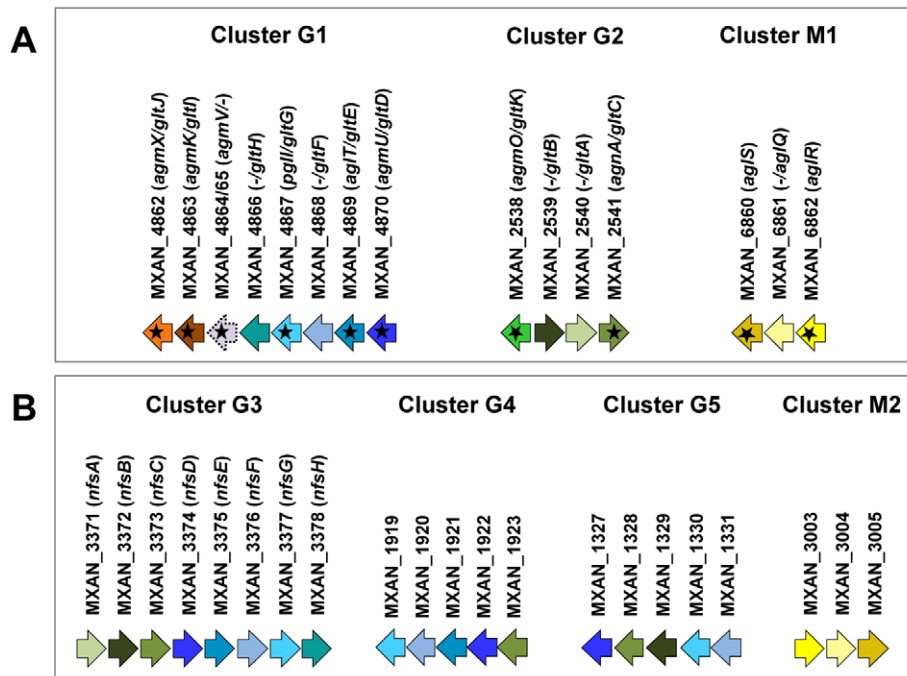 A
Cluster G1
Cluster G2
Cluster M1
MXAN_4862 (agmX/gltJ)
MXAN_4863 (agmK/gltI)
MXAN_4864/65 (agmV/-)
MXAN_4866 (-/gltH)
MXAN_4867 (pglI/gltG)
MXAN_4868 (-/gltF)
MXAN_4869 (aglT/gltE)
MXAN_4870 (agmU/gltD)
MXAN_2538 (agmO/gltK)
MXAN_2539 (-/gltB)
MXAN_2540 (-/gltA)
MXAN_2541 (agnA/gltC)
MXAN_6860 (aglS)
MXAN_6861 (-/aglQ)
MXAN_6862 (aglR)
B
Cluster G3
Cluster G4
Cluster G5
Cluster M2
MXAN_3371 (nfsA)
MXAN_3372 (nfsB)
MXAN_3373 (nfsC)
MXAN_3374 (nfsD)
MXAN_3375 (nfsE)
MXAN_3376 (nfsF)
MXAN_3377 (nfsG)
MXAN_3378 (nfsH)
MXAN_1919
MXAN_1920
MXAN_1921
MXAN_1922
MXAN_1923
MXAN_1327
MXAN_1328
MXAN_1329
MXAN_1330
MXAN_1331
MXAN_3003
MXAN_3004
MXAN_3005